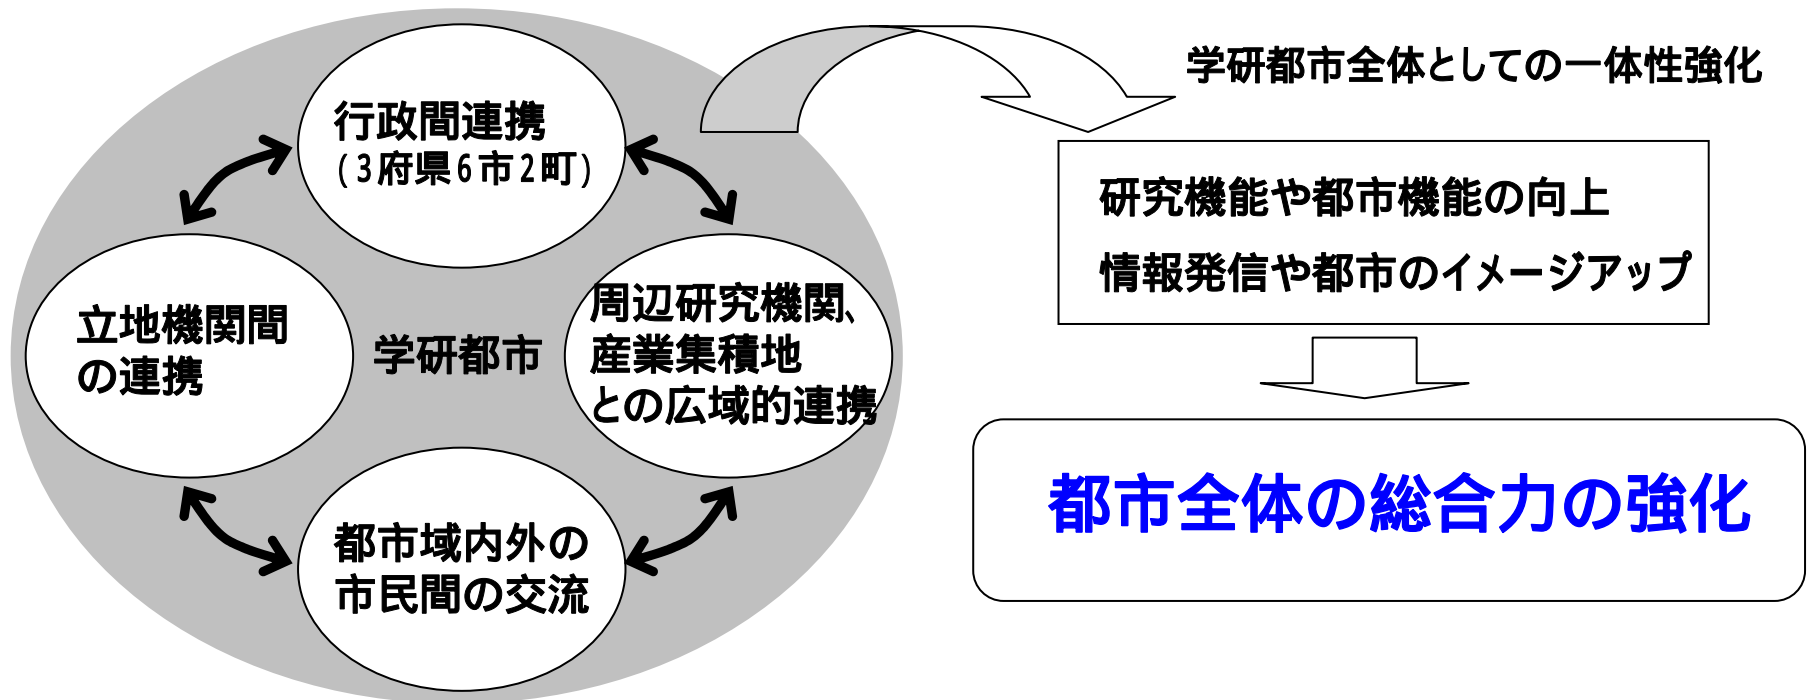 行政間連携
(3府県6市2町)
立地機関間
の連携
学研都市
周辺研究機関、
産業集積地
との広域的連携
都市域内外の
市民間の交流
学研都市全体としての一体性強化
研究機能や都市機能の向上
情報発信や都市のイメージアップ
都市全体の総合力の強化